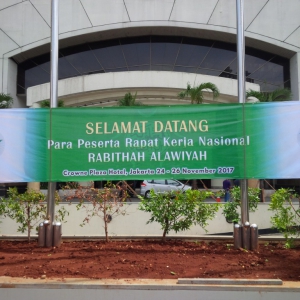 SELAMAT DATANG
Para Peserta Rapat Kerja Nasional
RABITHAH ALAWIYAH
Crowne Plaza Hotel, Jakarta 24 - 26 November 2017